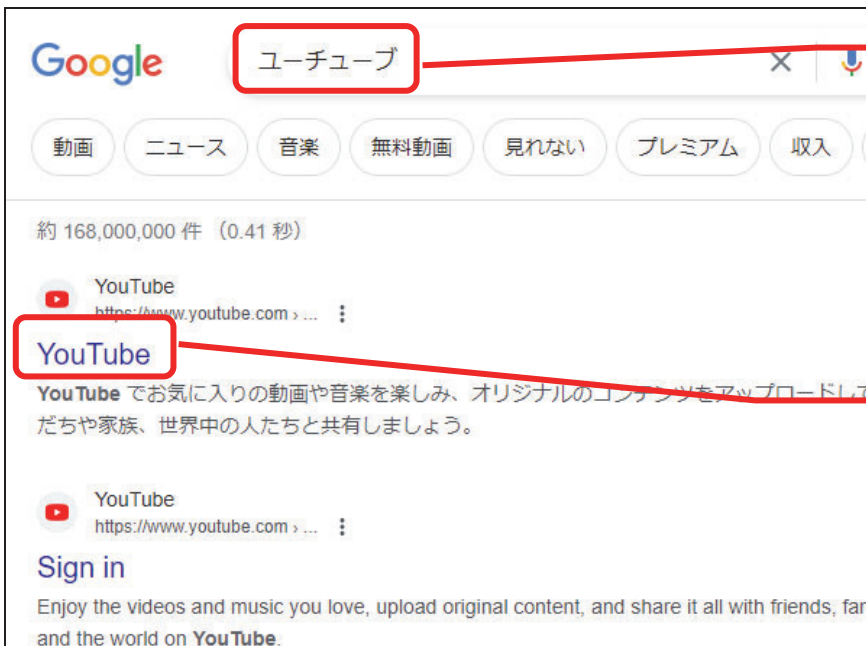 Google ユーチューブ
動画 ニュース 音楽 無料動画 見れない プレミアム 収入
約 168,000,000 件 (0.41 秒)
YouTube
https://www.youtube.com › ...
YouTube
YouTube でお気に入りの動画や音楽を楽しみ、オリジナルのコンテンツをアップロードして
だちや家族、世界中の人たちと共有しましょう。
YouTube
https://www.youtube.com › ...
Sign in
Enjoy the videos and music you love, upload original content, and share it all with friends,
and the world on YouTube.